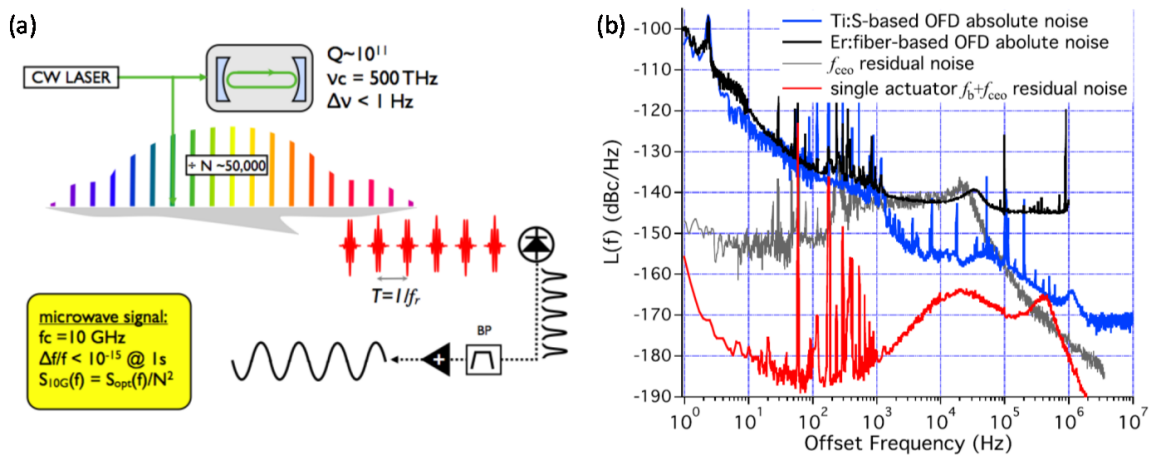 (a)
CW LASER
Q~10¹¹
νc = 500 THz
Δν < 1 Hz
÷ N ~50,000
T=1/fᵣ
BP
+
microwave signal:
fc =10 GHz
Δf/f < 10⁻¹⁵ @ 1s
S₁₀G(f) = Sₒₚₜ(f)/N²
(b)
Ti:S-based OFD absolute noise
Er:fiber-based OFD abolute noise
f_ceo residual noise
single actuator f_b+f_ceo residual noise
L(f) (dBc/Hz)
-100
-110
-120
-130
-140
-150
-160
-170
-180
-190
10⁰ 10¹ 10² 10³ 10⁴ 10⁵ 10⁶ 10⁷
Offset Frequency (Hz)